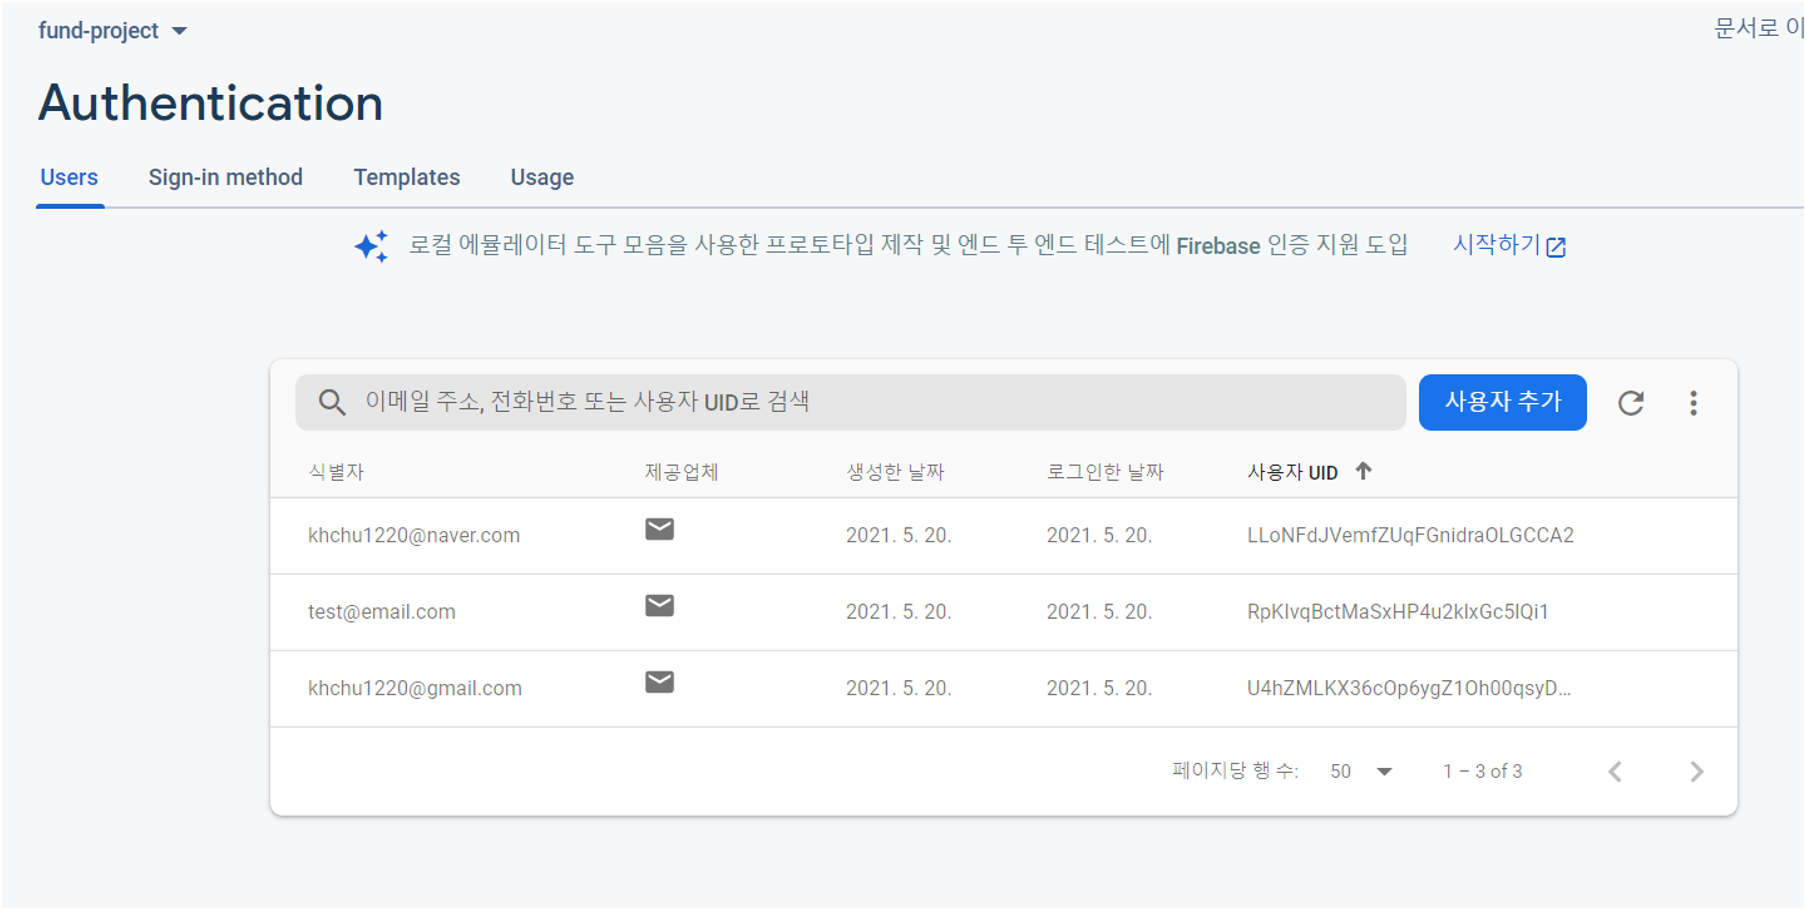 fund-project
문서로 이
Authentication
Users Sign-in method Templates Usage
로컬 에뮬레이터 도구 모음을 사용한 프로토타입 제작 및 엔드 투 엔드 테스트에 Firebase 인증 지원 도입 시작하기
이메일 주소, 전화번호 또는 사용자 UID로 검색 사용자 추가
식별자 제공업체 생성한 날짜 로그인한 날짜 사용자 UID
khchu1220@naver.com 2021. 5. 20. 2021. 5. 20. LLoNFdJVemfZUqFGnidraOLGCCA2
test@email.com 2021. 5. 20. 2021. 5. 20. RpKIvqBctMaSxHP4u2kIxGc5lQi1
khchu1220@gmail.com 2021. 5. 20. 2021. 5. 20. U4hZMLKX36cOp6ygZ1Oh00qsyD...
페이지당 행 수: 50 1 – 3 of 3